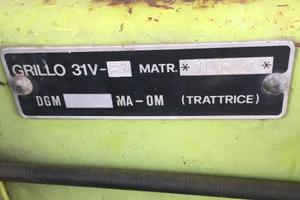 GRILLO 31V- MATR.
DGM MA-OM (TRATTRICE)